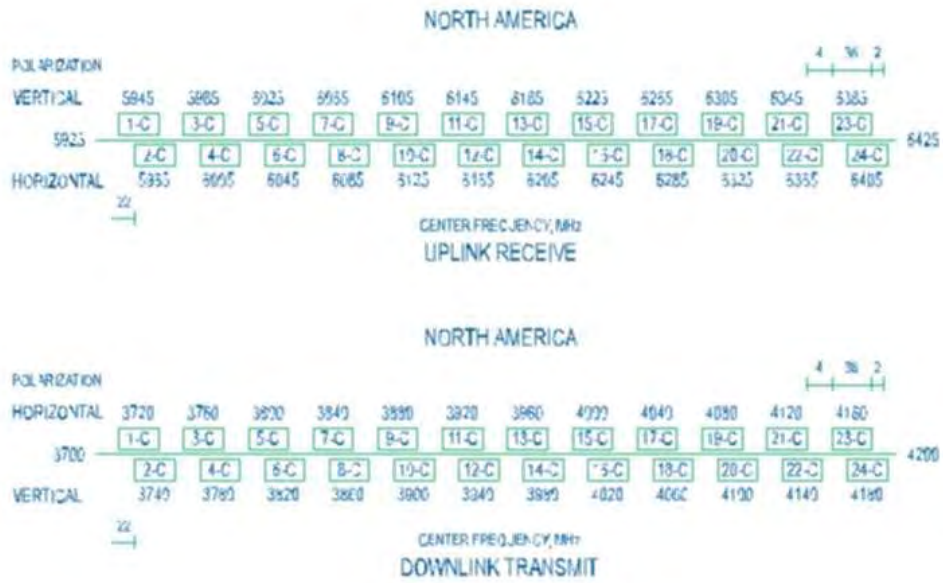 NORTH AMERICA
POLARIZATION
4 36 2
VERTICAL 5945 5985 6025 6065 6105 6145 6185 6225 6265 6305 6345 6385
1-C 3-C 5-C 7-C 9-C 11-C 13-C 15-C 17-C 19-C 21-C 23-C
5925 6425
2-C 4-C 6-C 8-C 10-C 12-C 14-C 16-C 18-C 20-C 22-C 24-C
HORIZONTAL 5965 6005 6045 6085 6125 6165 6205 6245 6285 6325 6365 6405
22
CENTER FREQUENCY, MHz
UPLINK RECEIVE
NORTH AMERICA
POLARIZATION
4 36 2
HORIZONTAL 3720 3760 3800 3840 3880 3920 3960 4000 4040 4080 4120 4160
1-C 3-C 5-C 7-C 9-C 11-C 13-C 15-C 17-C 19-C 21-C 23-C
3700 4200
2-C 4-C 6-C 8-C 10-C 12-C 14-C 16-C 18-C 20-C 22-C 24-C
VERTICAL 3740 3780 3820 3860 3900 3940 3980 4020 4060 4100 4140 4180
22
CENTER FREQUENCY, MHz
DOWNLINK TRANSMIT